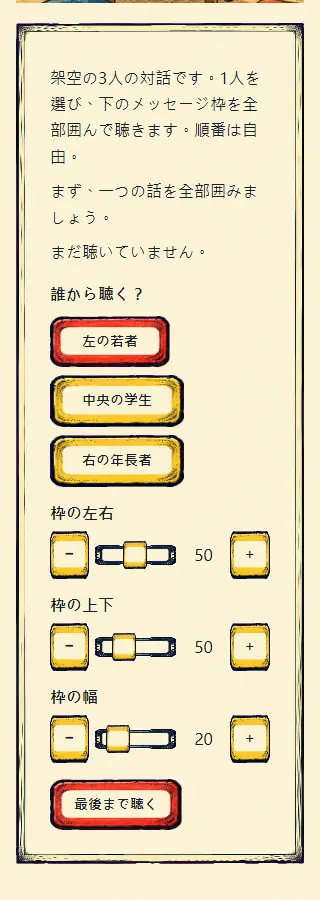 架空の3人の対話です。1人を
選び、下のメッセージ枠を全
部囲んで聴きます。順番は自
由。
まず、一つの話を全部囲みま
しょう。
まだ聴いていません。
誰から聴く？
左の若者
中央の学生
右の年長者
枠の左右
− 50 +
枠の上下
− 50 +
枠の幅
− 20 +
最後まで聴く